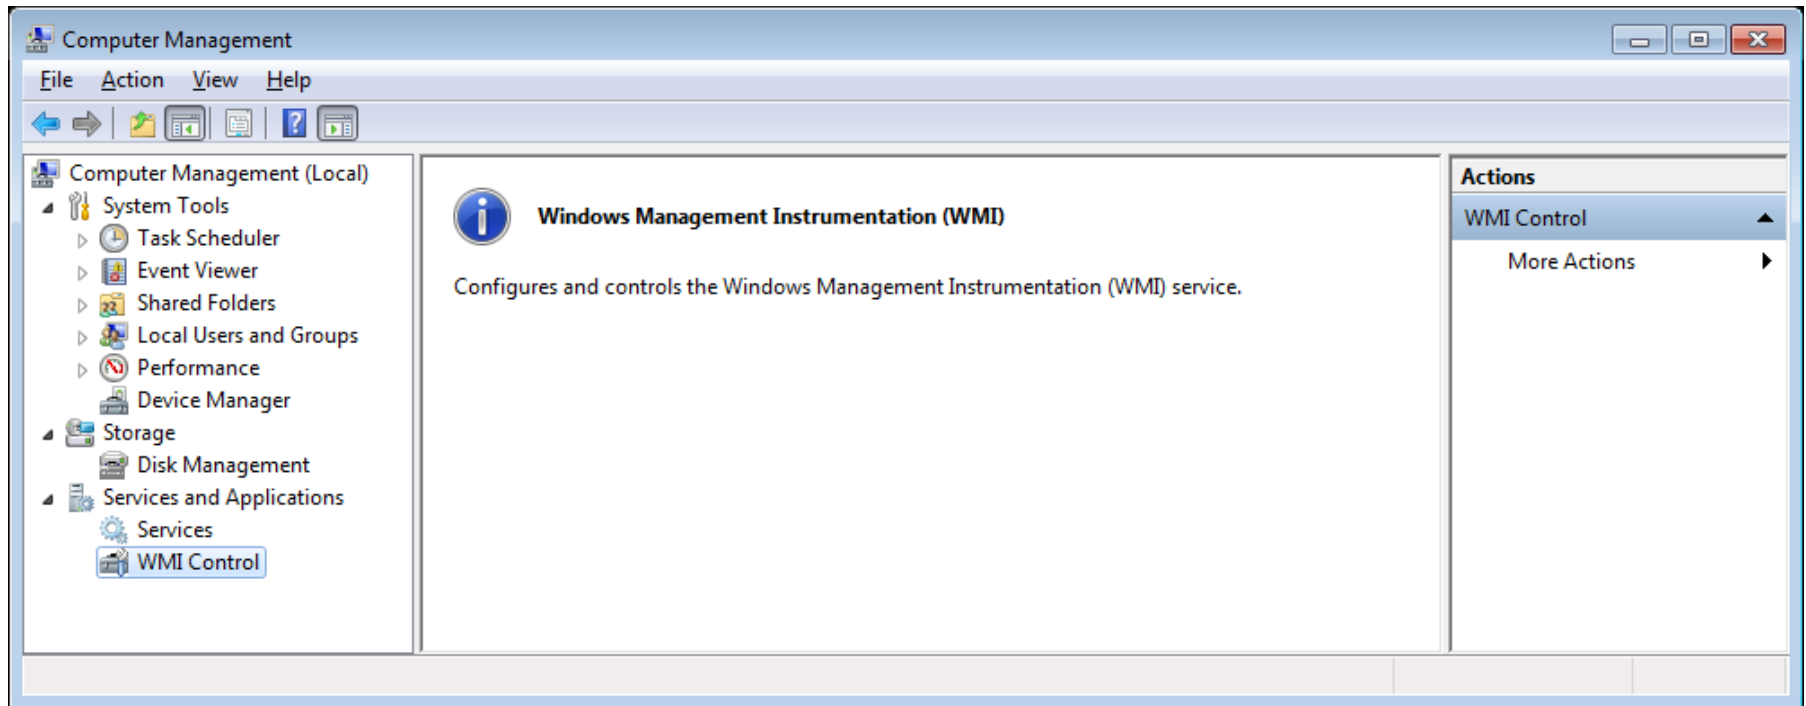 Computer Management
File Action View Help
Computer Management (Local)
System Tools
Task Scheduler
Event Viewer
Shared Folders
Local Users and Groups
Performance
Device Manager
Storage
Disk Management
Services and Applications
Services
WMI Control
Windows Management Instrumentation (WMI)
Configures and controls the Windows Management Instrumentation (WMI) service.
Actions
WMI Control
More Actions